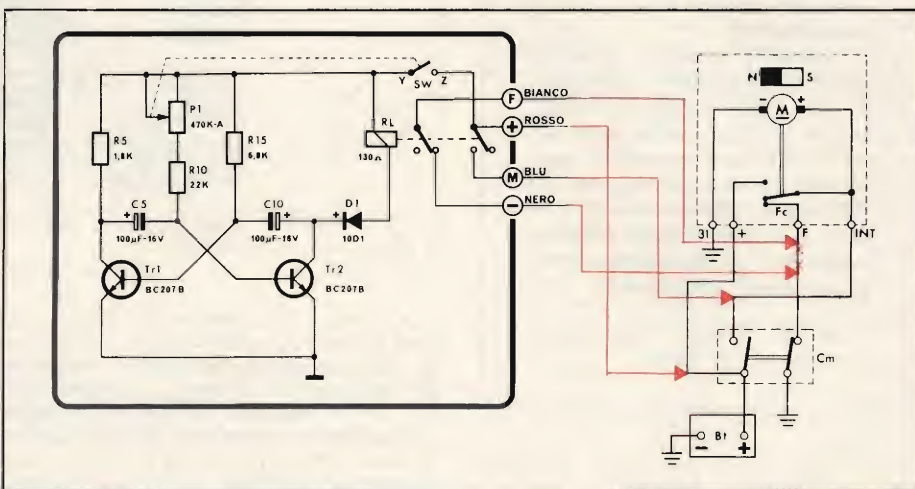 P1
470K-A
R5
1,8K
R10
22K
R15
6,8K
Y
SW
Z
RL
130Ω
C5
+
100µF-16V
C10
+
100µF-16V
D1
10D1
Tr1
BC207B
Tr2
BC207B
F BIANCO
+ ROSSO
M BLU
- NERO
N S
- M +
Fc
31 + F INT
Cm
Bt
- +